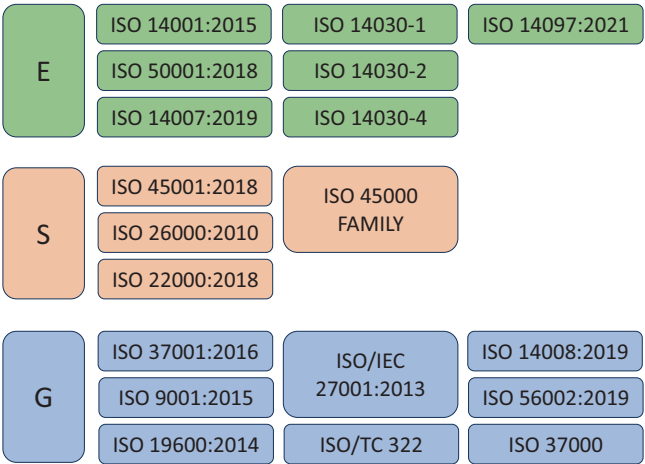 E
ISO 14001:2015
ISO 14030-1
ISO 14097:2021
ISO 50001:2018
ISO 14030-2
ISO 14007:2019
ISO 14030-4
S
ISO 45001:2018
ISO 45000
FAMILY
ISO 26000:2010
ISO 22000:2018
G
ISO 37001:2016
ISO/IEC
27001:2013
ISO 14008:2019
ISO 9001:2015
ISO 56002:2019
ISO 19600:2014
ISO/TC 322
ISO 37000